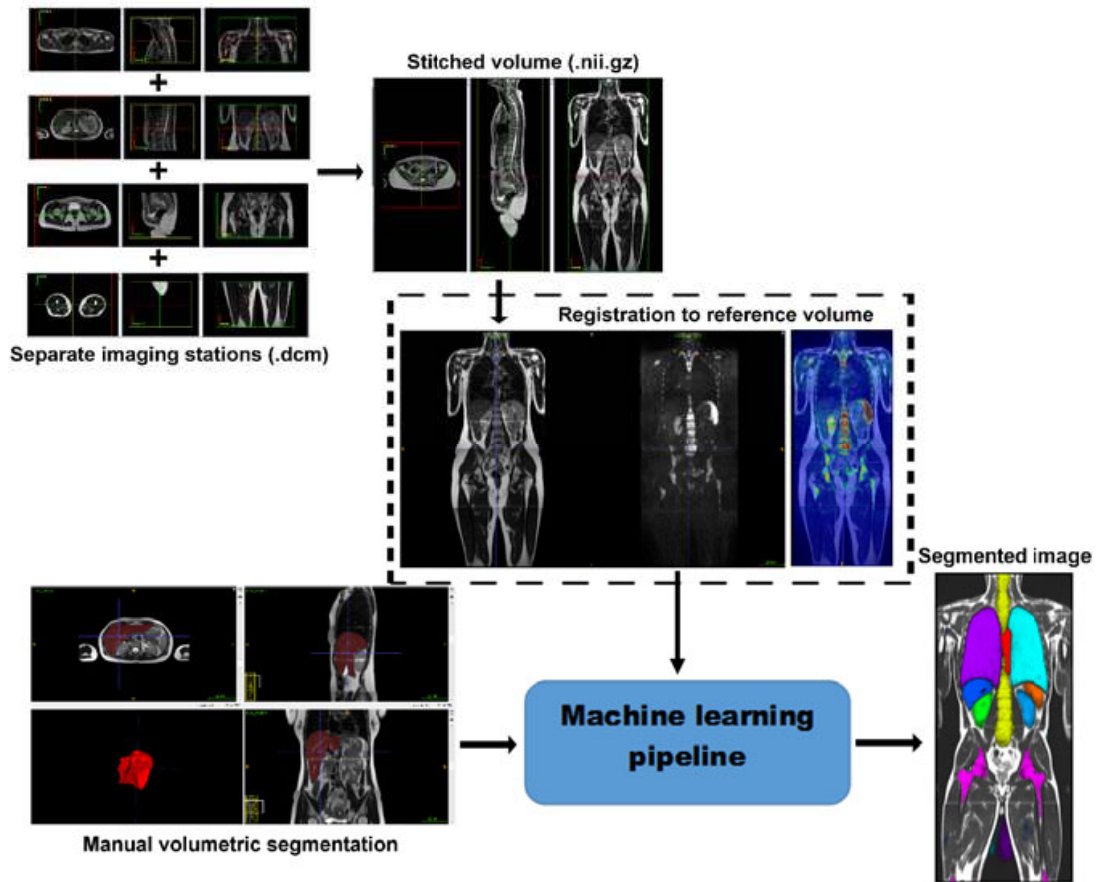 Stitched volume (.nii.gz)
+
+
+
Separate imaging stations (.dcm)
Registration to reference volume
Segmented image
Machine learning
pipeline
Manual volumetric segmentation